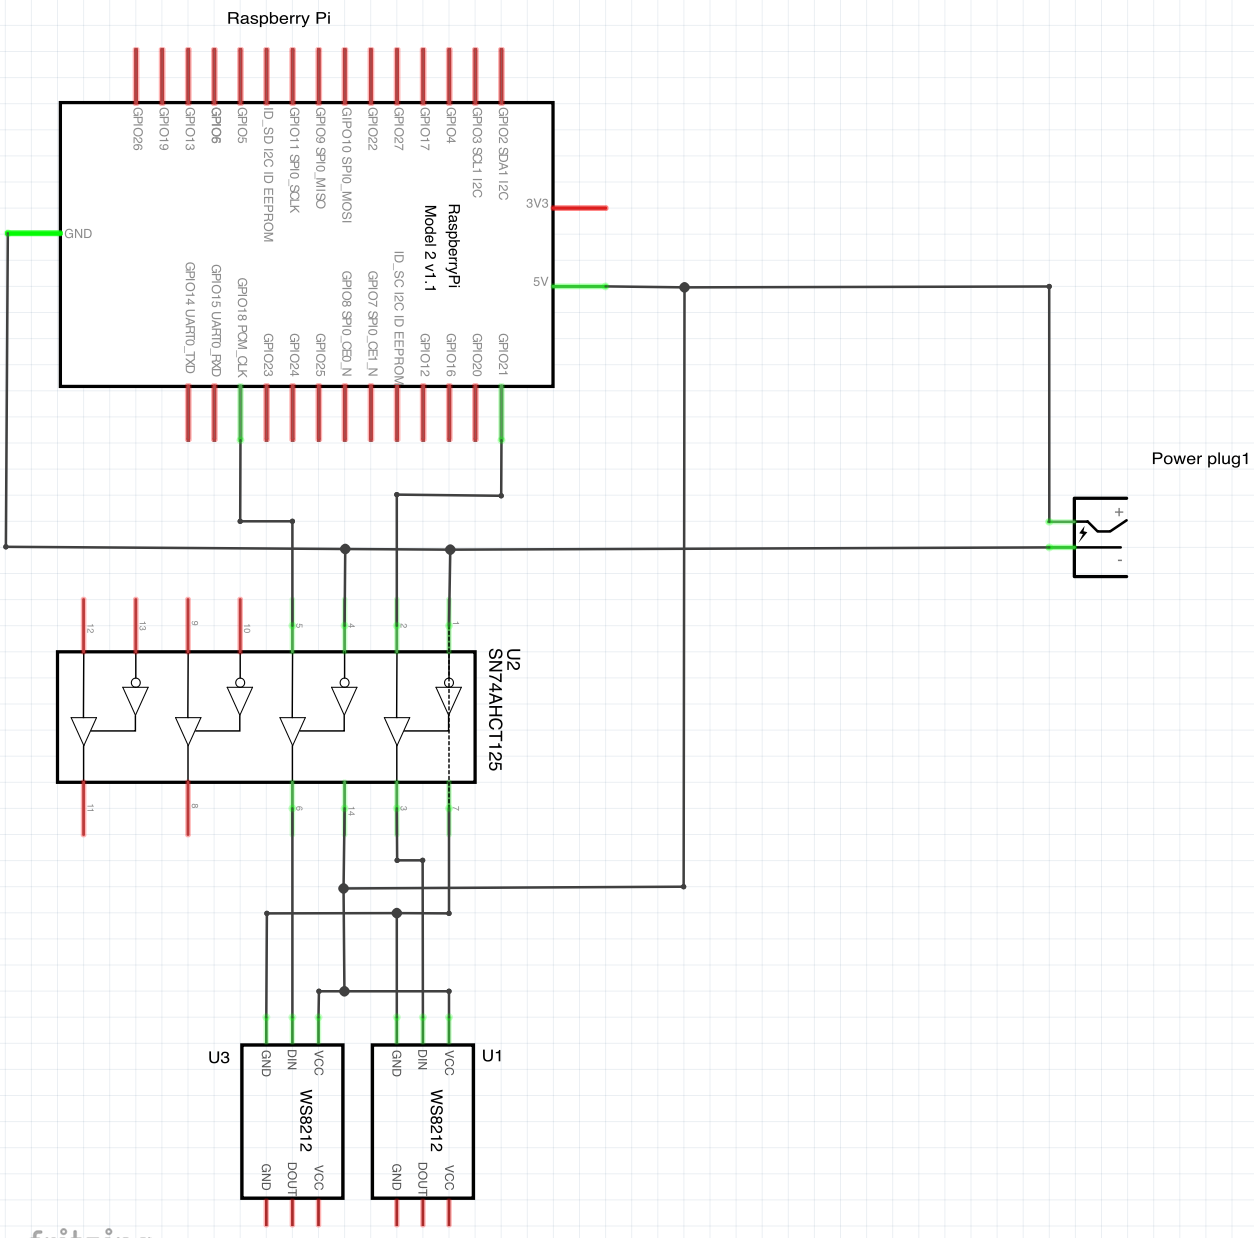 Raspberry Pi
GPIO26
GPIO19
GPIO13
GPIO6
GPIO5
ID_SD I2C ID EEPROM
GPIO11 SPI0_SCLK
GPIO9 SPI0_MISO
GIPO10 SPI0_MOSI
GPIO22
GPIO27
GPIO17
GPIO4
GPIO3 SCL1 I2C
GPIO2 SDA1 I2C
3V3
GND
RaspberryPi
Model 2 v1.1
5V
GPIO14 UART0_TXD
GPIO15 UART0_RXD
GPIO18 PCM_CLK
GPIO23
GPIO24
GPIO25
GPIO8 SPI0_CE0_N
GPIO7 SPI0_CE1_N
ID_SC I2C ID EEPROM
GPIO12
GPIO16
GPIO20
GPIO21
Power plug1
+
-
12
13
9
10
5
4
2
1
U2
SN74AHCT125
11
8
6
14
3
7
U3
GND
DIN
VCC
WS8212
GND
DOUT
VCC
U1
GND
DIN
VCC
WS8212
GND
DOUT
VCC